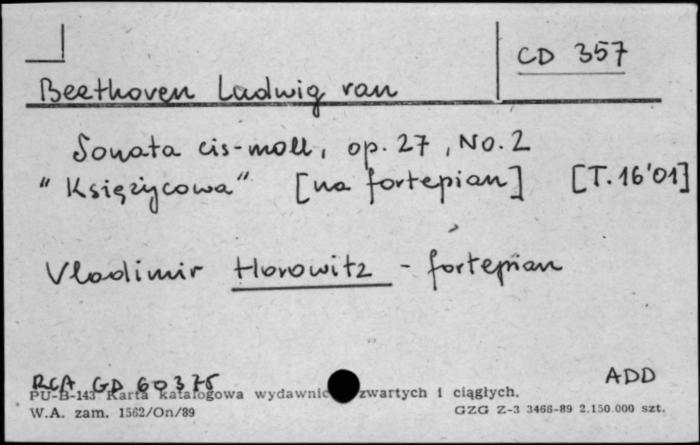 CD 357
Beethoven Ludwig van
Sonata cis-moll, op. 27, No. 2
"Księżycowa" [na fortepian] [T. 16'01]
Vladimir Horowitz - fortepian
RCA GD 60375 ADD
PU-B-143 Karta katalogowa wydawnic zwartych i ciągłych.
W.A. zam. 1562/On/89 GZG Z-3 3466-89 2.150.000 szt.